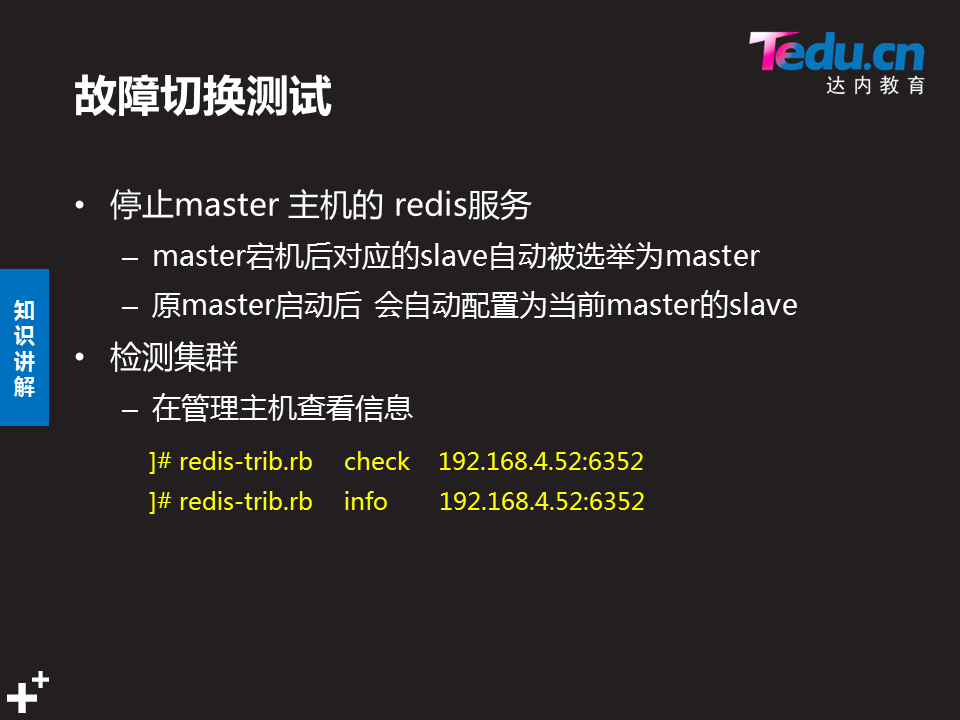 Tedu.cn
达内教育
故障切换测试
• 停止master 主机的 redis服务
– master宕机后对应的slave自动被选举为master
– 原master启动后 会自动配置为当前master的slave
知识讲解
• 检测集群
– 在管理主机查看信息
]# redis-trib.rb check 192.168.4.52:6352
]# redis-trib.rb info 192.168.4.52:6352